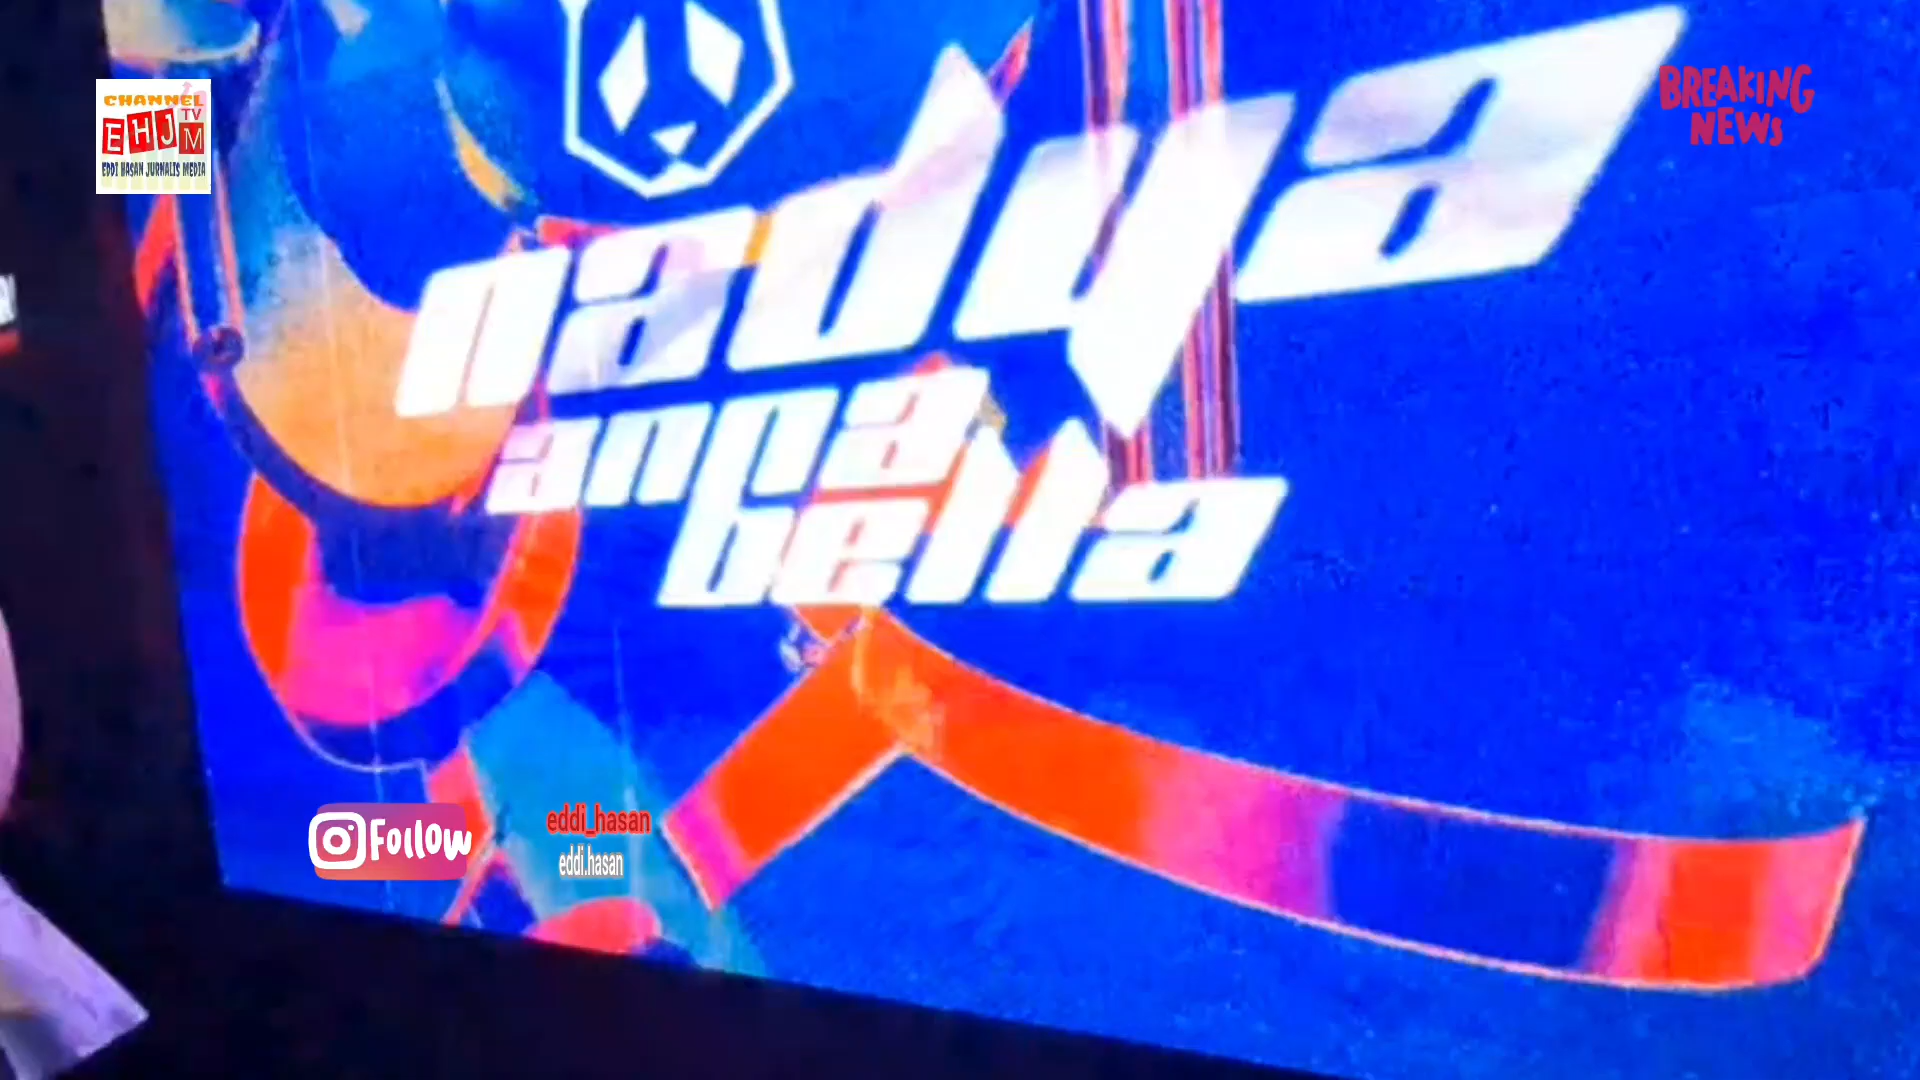 CHANNEL
TV
EHJM
EDDI HASAN JURNALIS MEDIA
BREAKING
NEWS
nadya
anna
bella
Follow
eddi_hasan
eddi.hasan